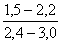 1,5 – 2,2
2,4 – 3,0